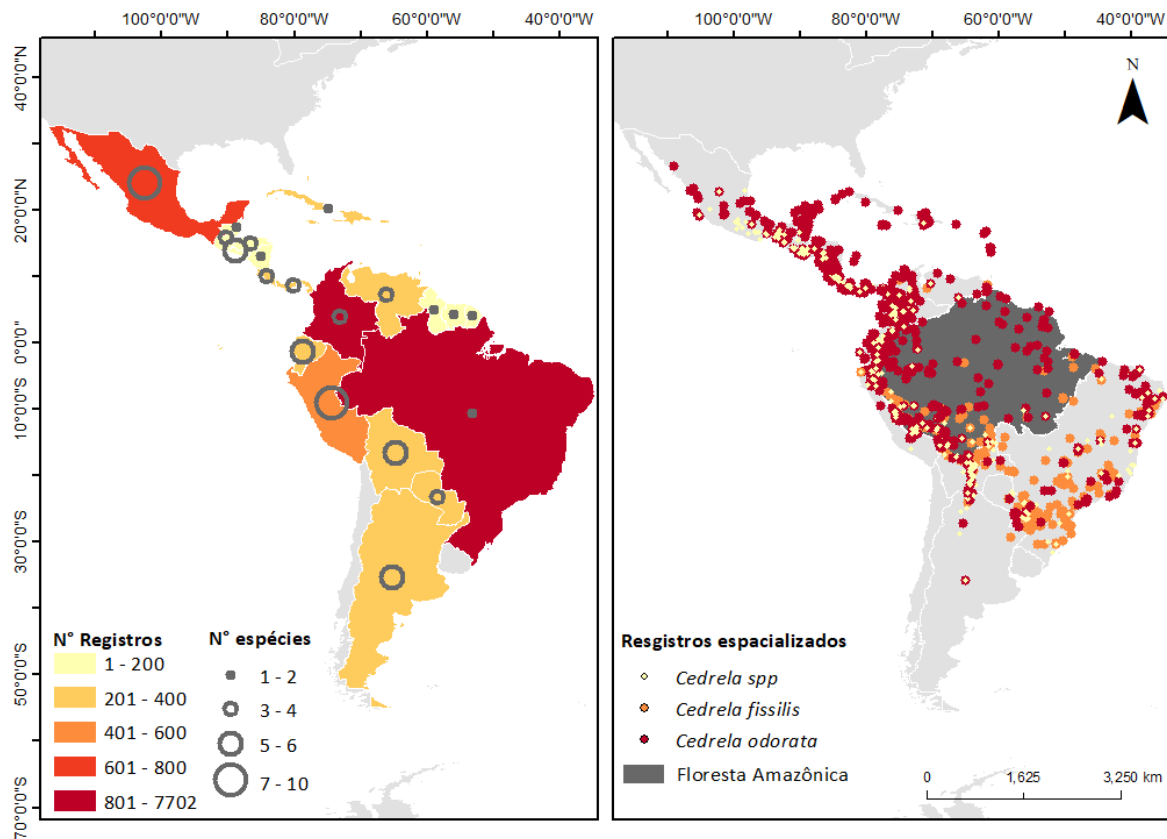 100°0'0"W 80°0'0"W 60°0'0"W 40°0'0"W
100°0'0"W 80°0'0"W 60°0'0"W 40°0'0"W
40°0'0"N
20°0'0"N
0°0'0"
10°0'0"S
30°0'0"S
50°0'0"S
70°0'0"S
N° Registros
1 - 200
201 - 400
401 - 600
601 - 800
801 - 7702
N° espécies
1 - 2
3 - 4
5 - 6
7 - 10
N
Resgistros espacializados
Cedrela spp
Cedrela fissilis
Cedrela odorata
Floresta Amazônica
0 1,625 3,250 km